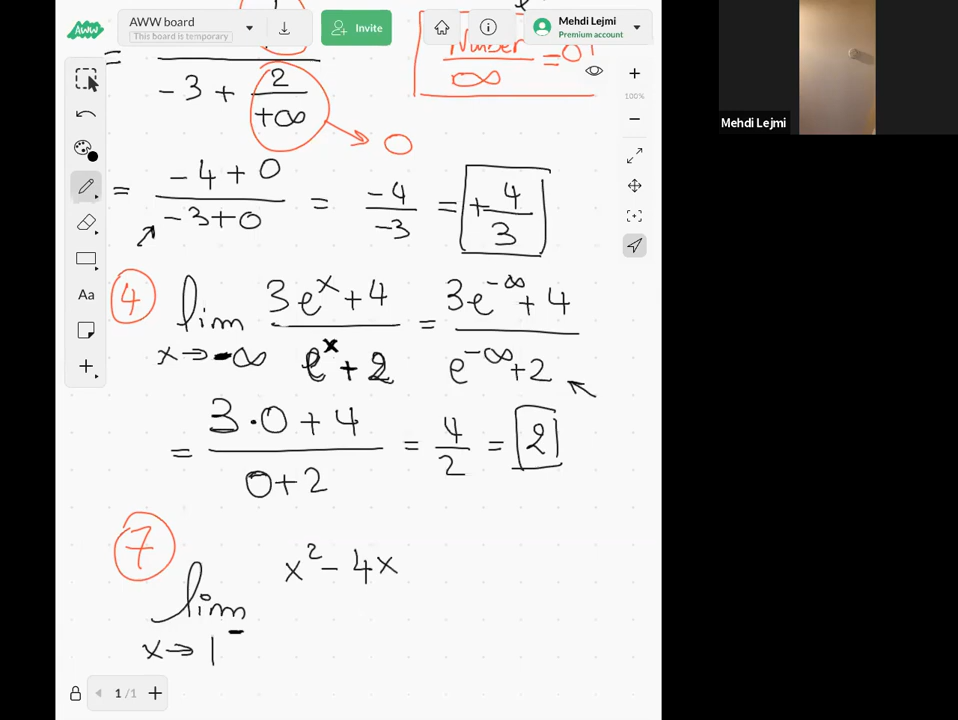 AWW board
This board is temporary
Invite
Mehdi Lejmi
Premium account
AWW
Number/∞ = 0
100%
Mehdi Lejmi
-3 + 2/+∞ → 0
= (-4+0)/(-3+0) = -4/-3 = +4/3
④ lim x→-∞ (3e^x+4)/(e^x+2) = (3e^-∞+4)/(e^-∞+2)
= (3·0+4)/(0+2) = 4/2 = 2
Aa
⑦ lim x→1^- x²-4x
1/1